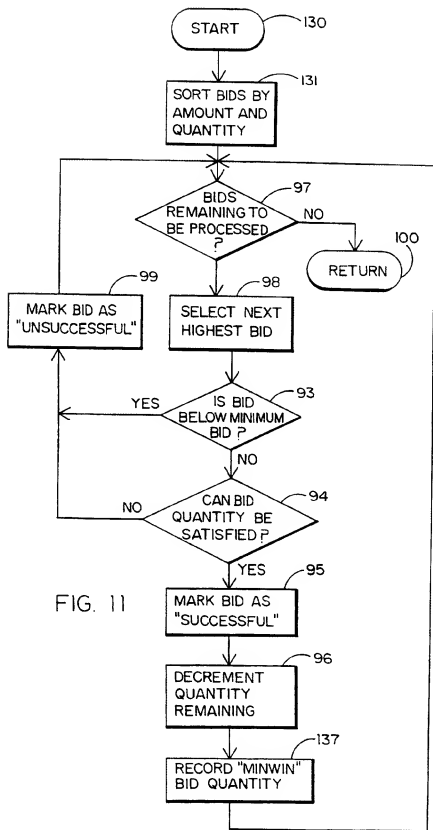 START
130
131
SORT BIDS BY
AMOUNT AND
QUANTITY
97
BIDS
REMAINING TO
BE PROCESSED
?
NO
100
RETURN
99
MARK BID AS
"UNSUCCESSFUL"
98
SELECT NEXT
HIGHEST BID
93
YES
IS BID
BELOW MINIMUM
BID ?
NO
94
NO
CAN BID
QUANTITY BE
SATISFIED?
YES
95
MARK BID AS
"SUCCESSFUL"
FIG. 11
96
DECREMENT
QUANTITY
REMAINING
137
RECORD "MINWIN"
BID QUANTITY